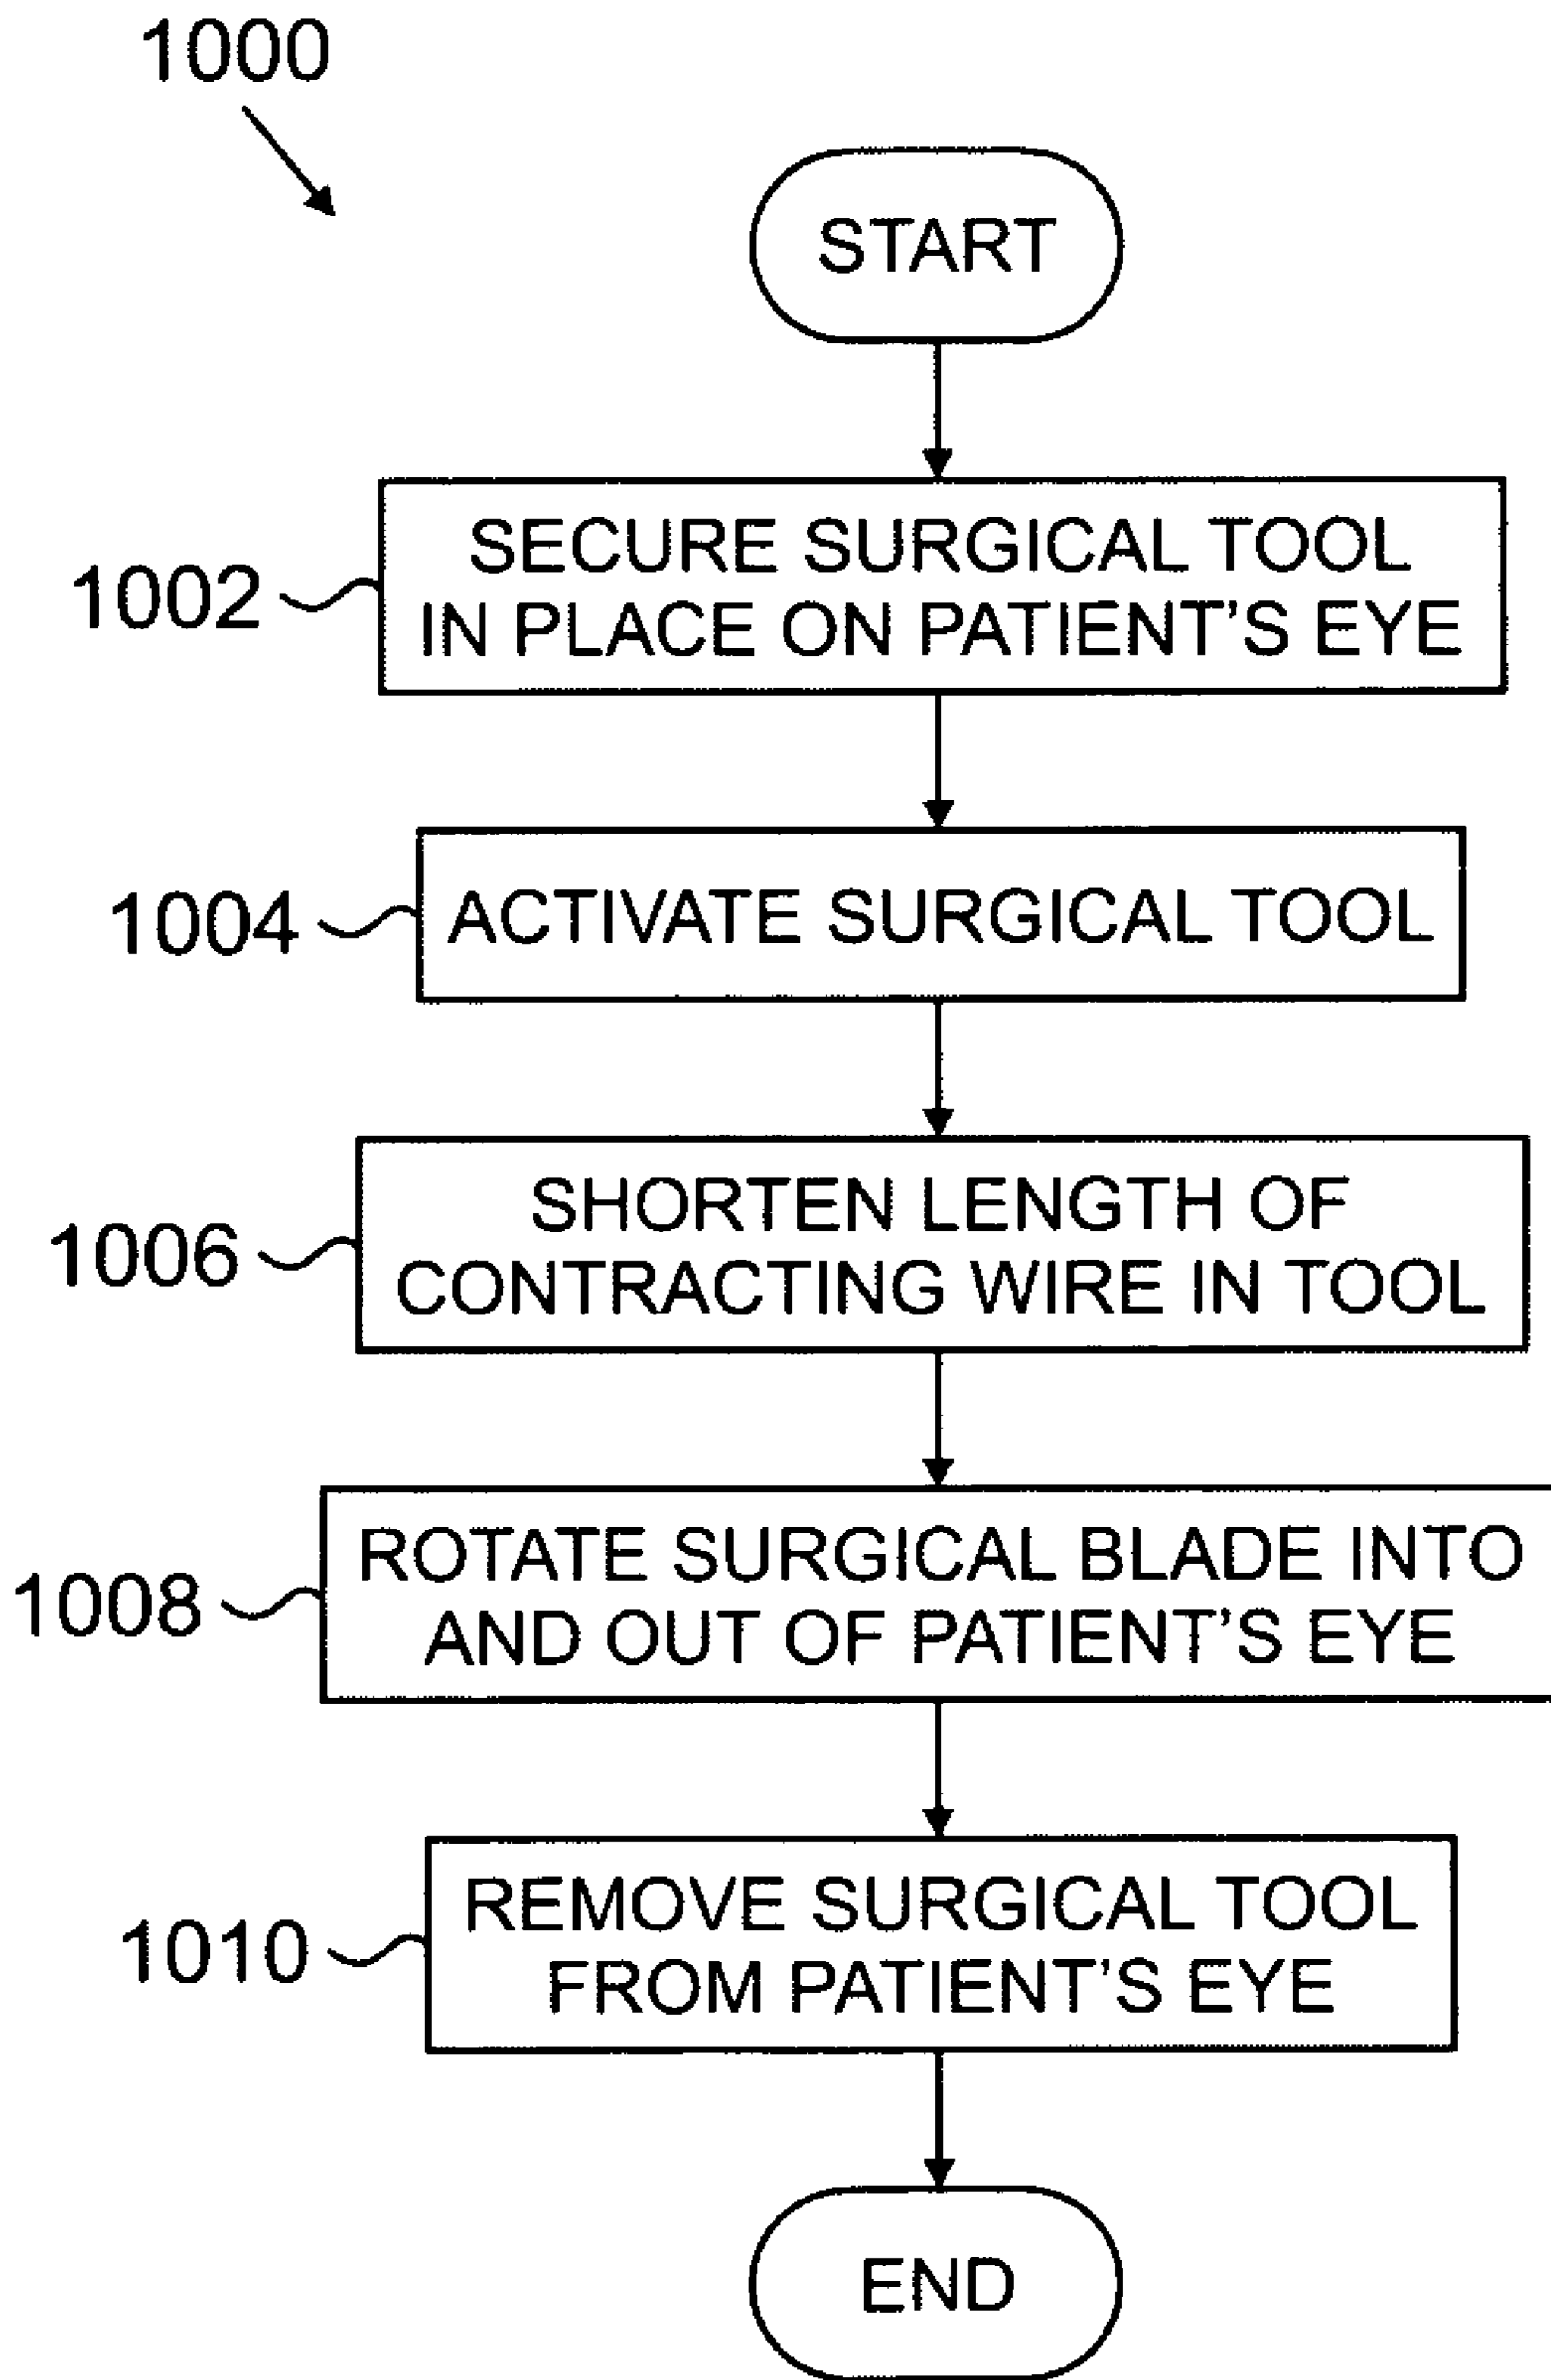 1000
START
1002
SECURE SURGICAL TOOL
IN PLACE ON PATIENT'S EYE
1004
ACTIVATE SURGICAL TOOL
1006
SHORTEN LENGTH OF
CONTRACTING WIRE IN TOOL
1008
ROTATE SURGICAL BLADE INTO
AND OUT OF PATIENT'S EYE
1010
REMOVE SURGICAL TOOL
FROM PATIENT'S EYE
END